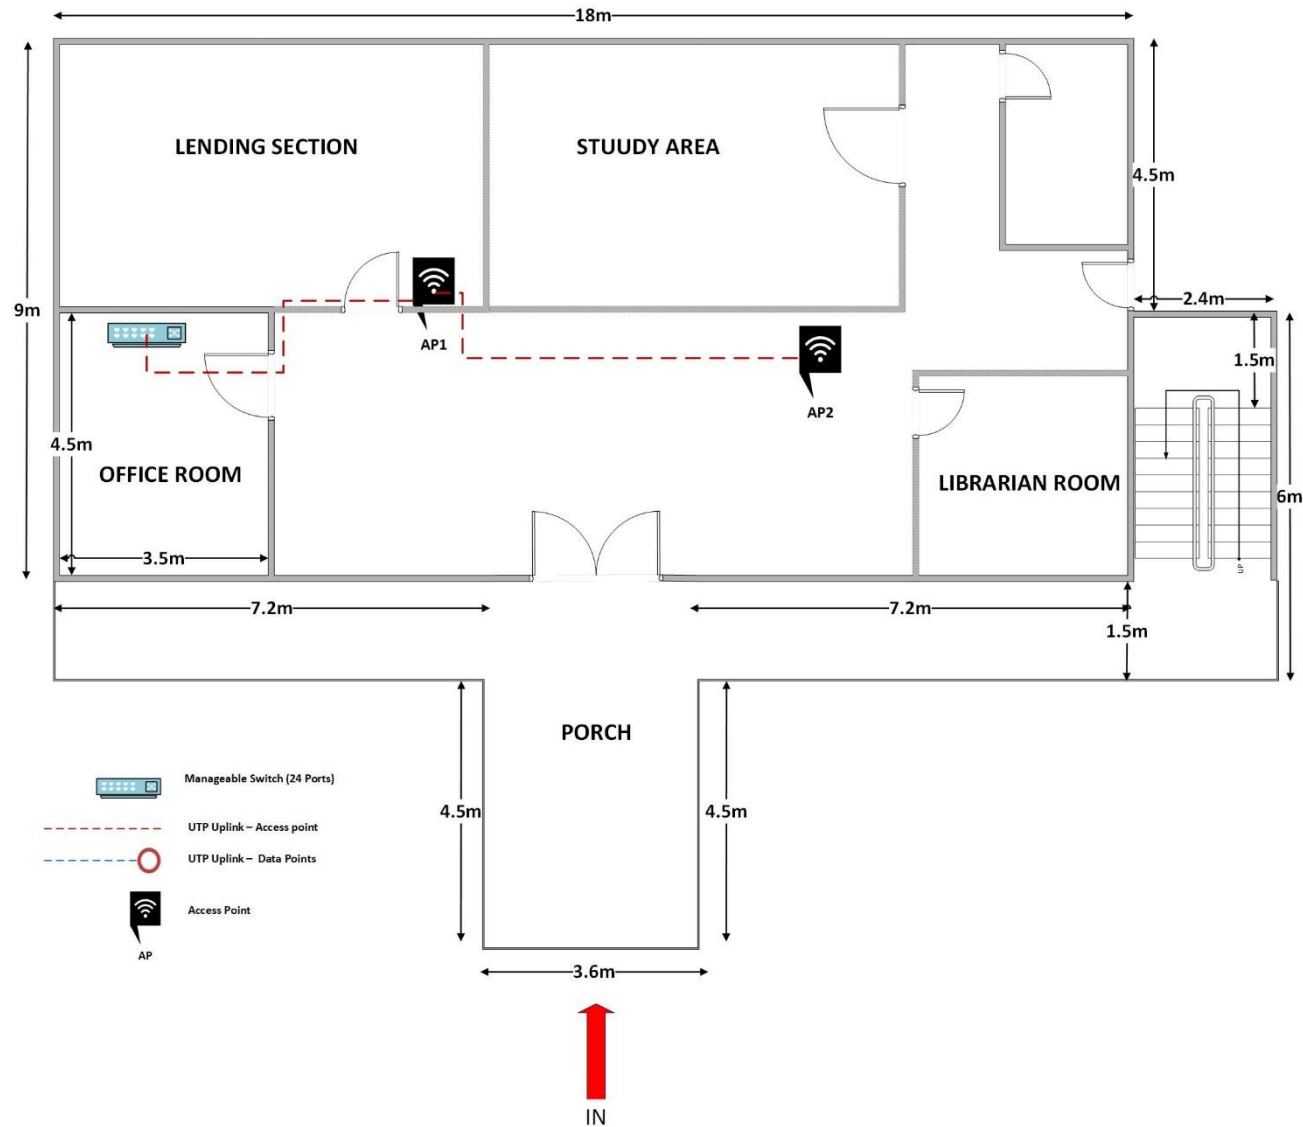 18m
LENDING SECTION
STUUDY AREA
4.5m
2.4m
9m
AP1
1.5m
AP2
4.5m
OFFICE ROOM
LIBRARIAN ROOM
6m
3.5m
UP
7.2m
7.2m
1.5m
PORCH
Manageable Switch (24 Ports)
4.5m
4.5m
UTP Uplink – Access point
UTP Uplink – Data Points
Access Point
AP
3.6m
IN